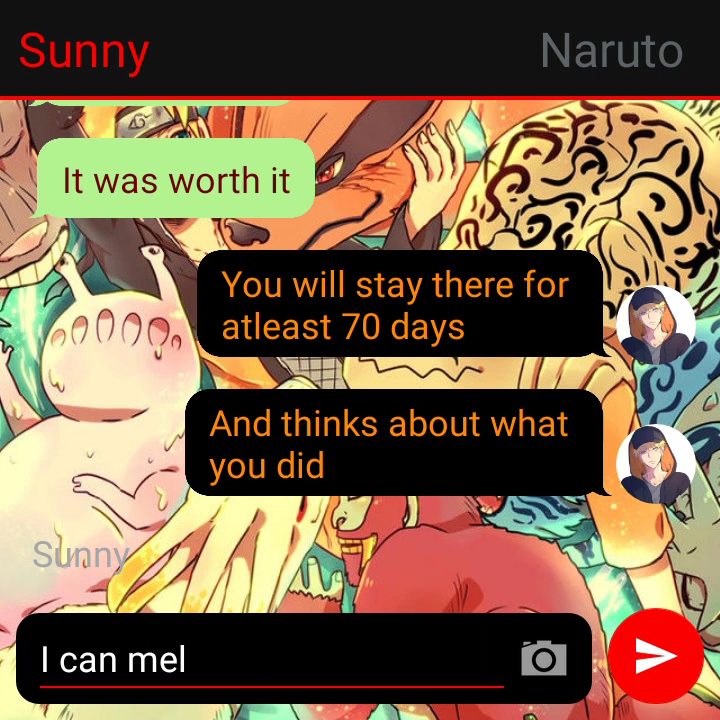 Sunny
Naruto
It was worth it
You will stay there for
atleast 70 days
And thinks about what
you did
Sunny
I can mel